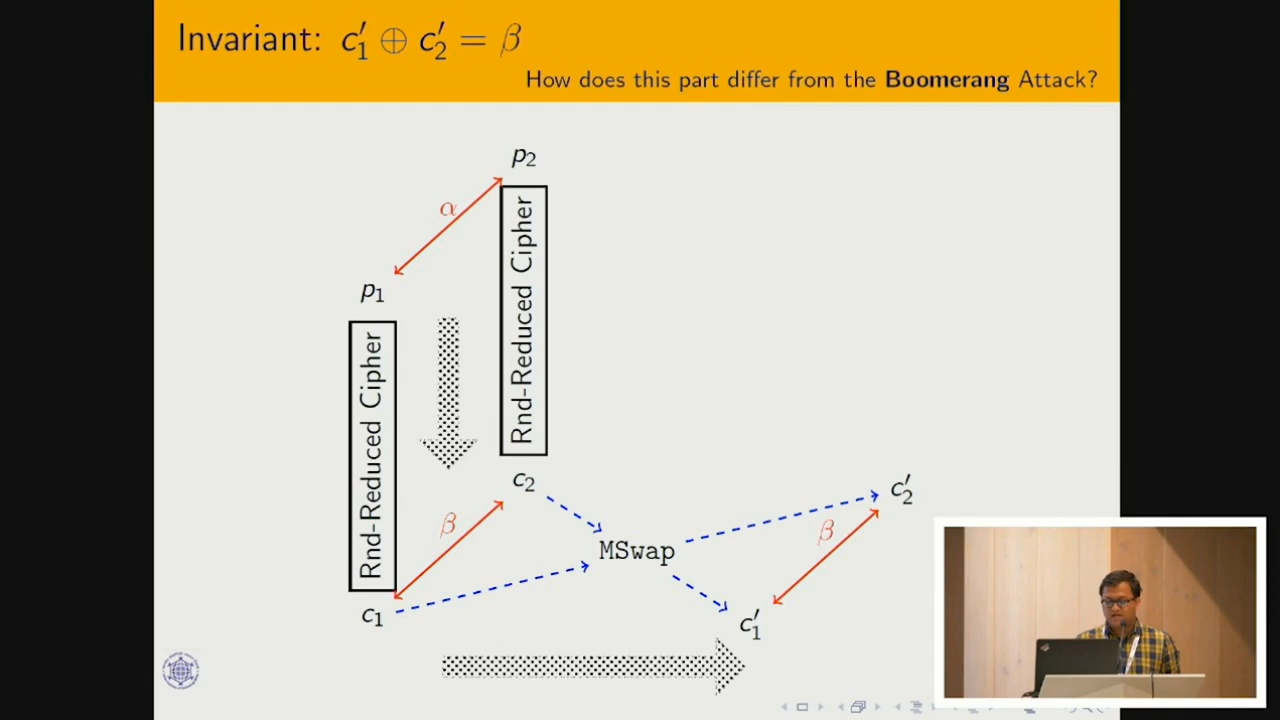 Invariant: c′₁ ⊕ c′₂ = β
How does this part differ from the Boomerang Attack?
p₂
α
p₁
Rnd-Reduced Cipher
Rnd-Reduced Cipher
c₂
c′₂
β
β
MSwap
c₁
c′₁